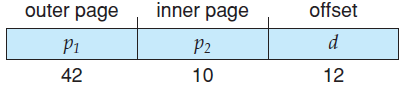 outer page inner page offset
p1 p2 d
42 10 12